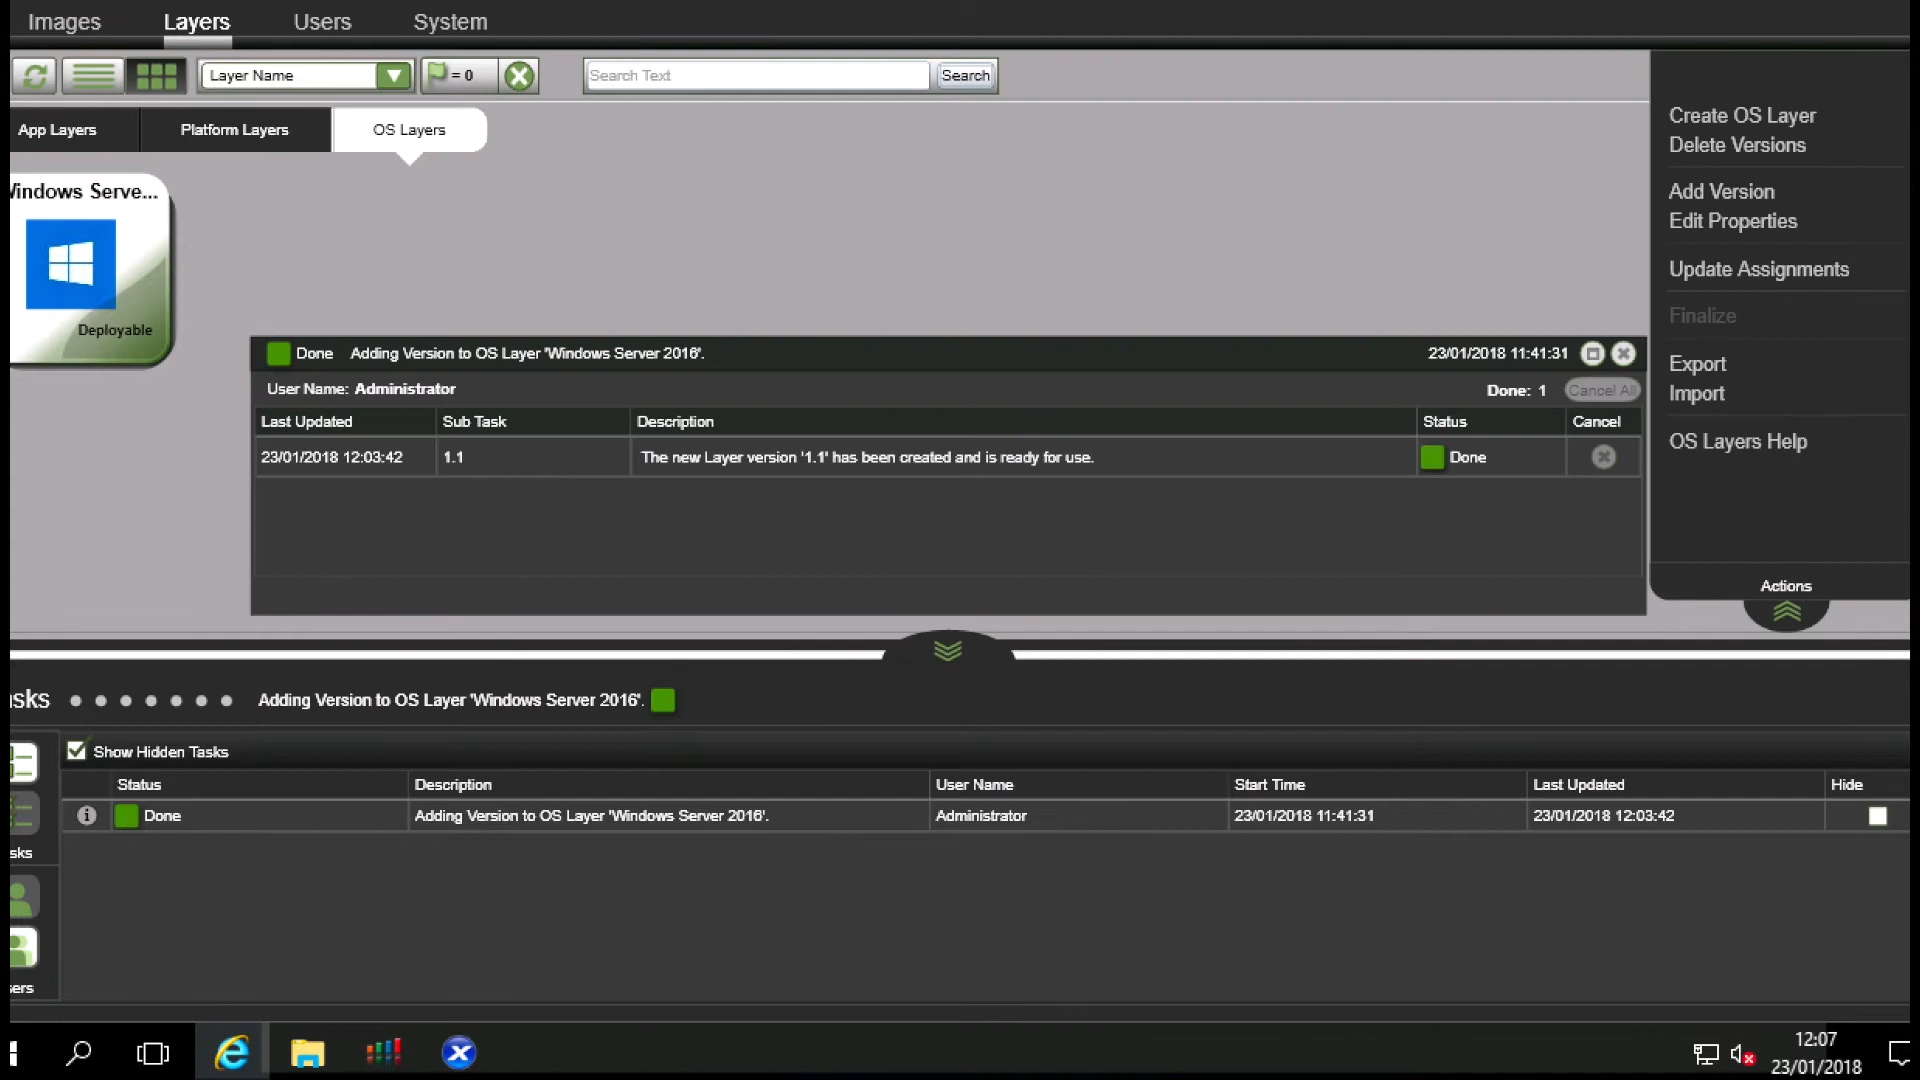 Images Layers Users System
Layer Name = 0 Search Text Search
App Layers Platform Layers OS Layers
Windows Serve...
Deployable
Create OS Layer
Delete Versions
Add Version
Edit Properties
Update Assignments
Finalize
Export
Import
OS Layers Help
Actions
Done Adding Version to OS Layer 'Windows Server 2016'. 23/01/2018 11:41:31
User Name: Administrator Done: 1 Cancel All
Last Updated Sub Task Description Status Cancel
23/01/2018 12:03:42 1.1 The new Layer version '1.1' has been created and is ready for use. Done
sks Adding Version to OS Layer 'Windows Server 2016'.
Show Hidden Tasks
Status Description User Name Start Time Last Updated Hide
Done Adding Version to OS Layer 'Windows Server 2016'. Administrator 23/01/2018 11:41:31 23/01/2018 12:03:42
sks
ers
12:07
23/01/2018